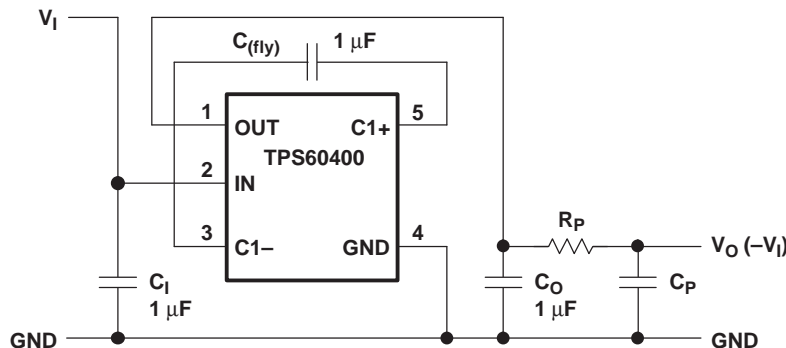 V_I
C_(fly) 1 μF
1 OUT C1+ 5
TPS60400
2 IN
3 C1– GND 4
R_P
V_O (–V_I)
C_I
1 μF
C_O
1 μF
C_P
GND GND